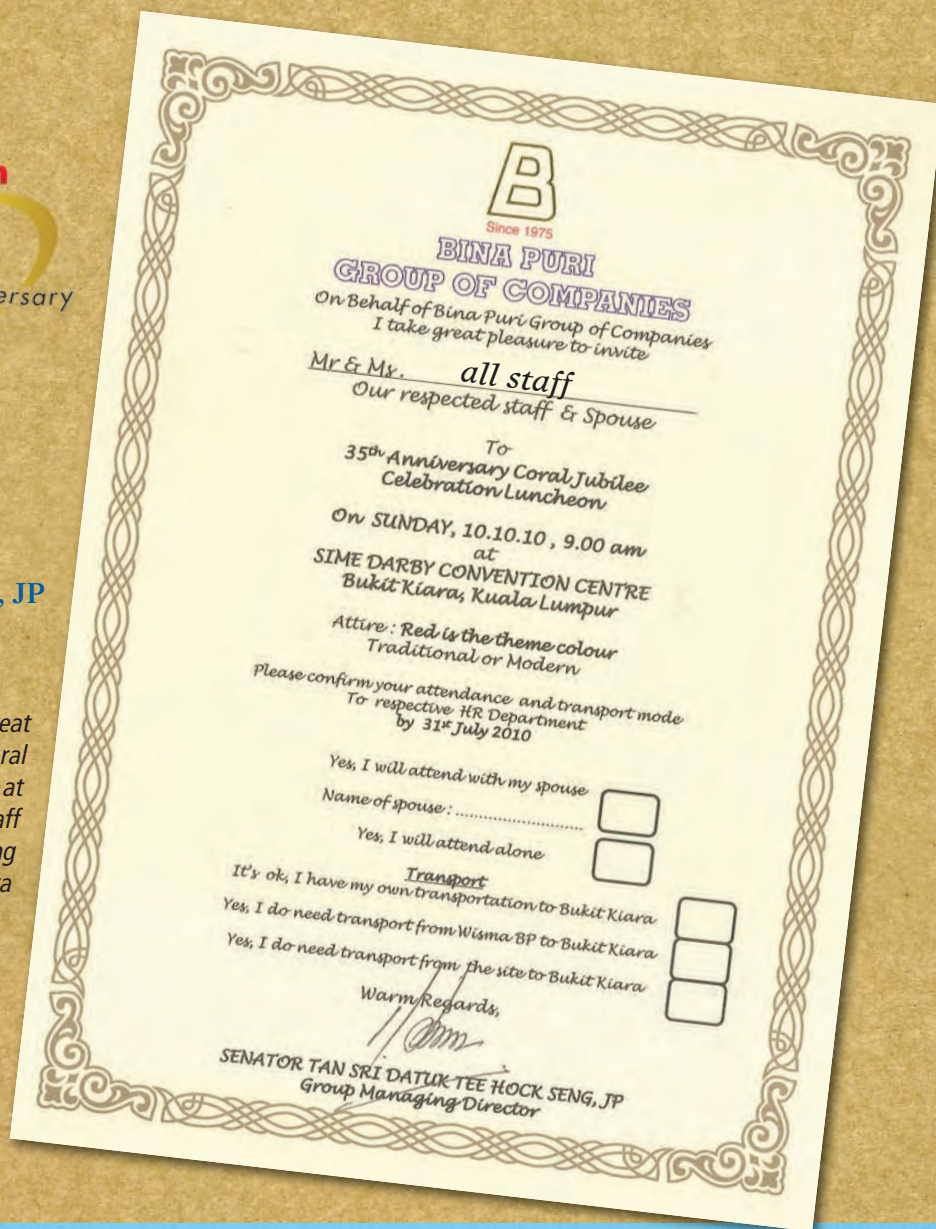 ersary
, JP
eat
ral
at
aff
ng
a
B
Since 1975
BINA PURI
GROUP OF COMPANIES
On Behalf of Bina Puri Group of Companies
I take great pleasure to invite
Mr & Ms. all staff
Our respected staff & Spouse
To
35th Anniversary Coral Jubilee
Celebration Luncheon
On SUNDAY, 10.10.10 , 9.00 am
at
SIME DARBY CONVENTION CENTRE
Bukit Kiara, Kuala Lumpur
Attire : Red is the theme colour
Traditional or Modern
Please confirm your attendance and transport mode
To respective HR Department
by 31st July 2010
Yes, I will attend with my spouse
Name of spouse : ............................
Yes, I will attend alone
Transport
It's ok, I have my own transportation to Bukit Kiara
Yes, I do need transport from Wisma BP to Bukit Kiara
Yes, I do need transport from the site to Bukit Kiara
Warm Regards,
SENATOR TAN SRI DATUK TEE HOCK SENG, JP
Group Managing Director